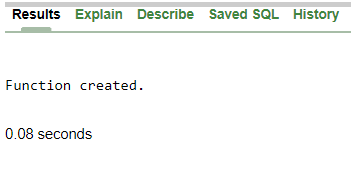 Results Explain Describe Saved SQL History
Function created.
0.08 seconds